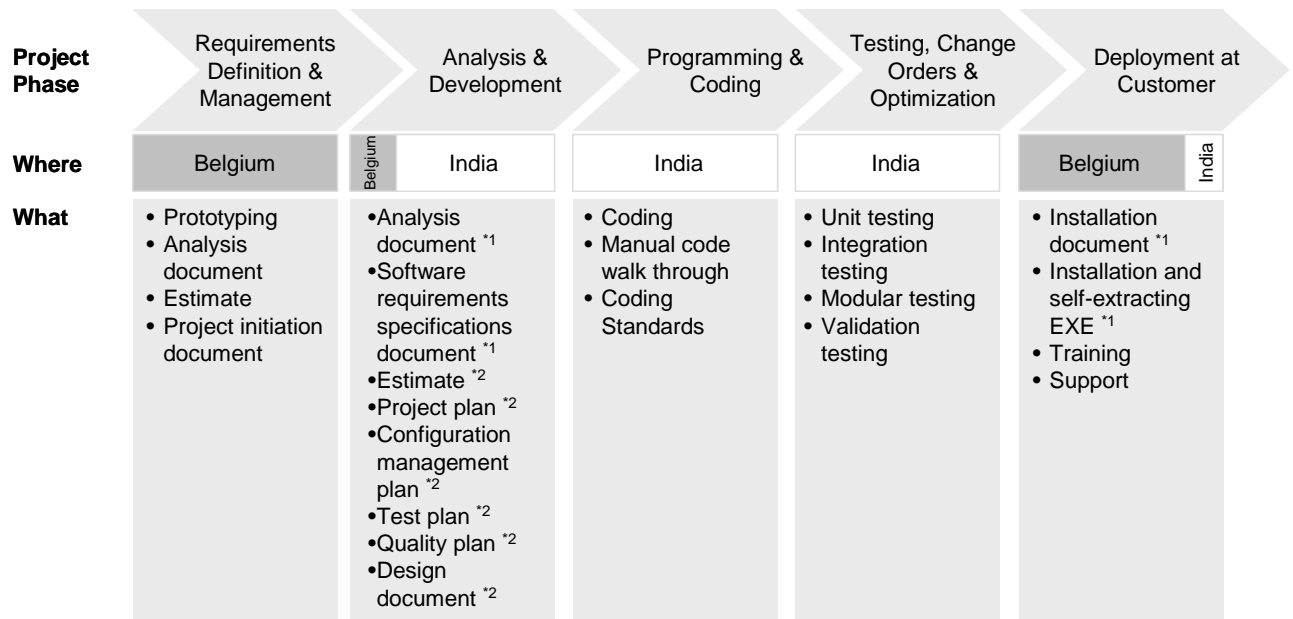 Project
Phase
Requirements
Definition &
Management
Analysis &
Development
Programming &
Coding
Testing, Change
Orders &
Optimization
Deployment at
Customer
Where
Belgium
Belgium
India
India
India
Belgium
India
What
• Prototyping
• Analysis
document
• Estimate
• Project initiation
document
•Analysis
document *1
•Software
requirements
specifications
document *1
•Estimate *2
•Project plan *2
•Configuration
management
plan *2
•Test plan *2
•Quality plan *2
•Design
document *2
• Coding
• Manual code
walk through
• Coding
Standards
• Unit testing
• Integration
testing
• Modular testing
• Validation
testing
• Installation
document *1
• Installation and
self-extracting
EXE *1
• Training
• Support